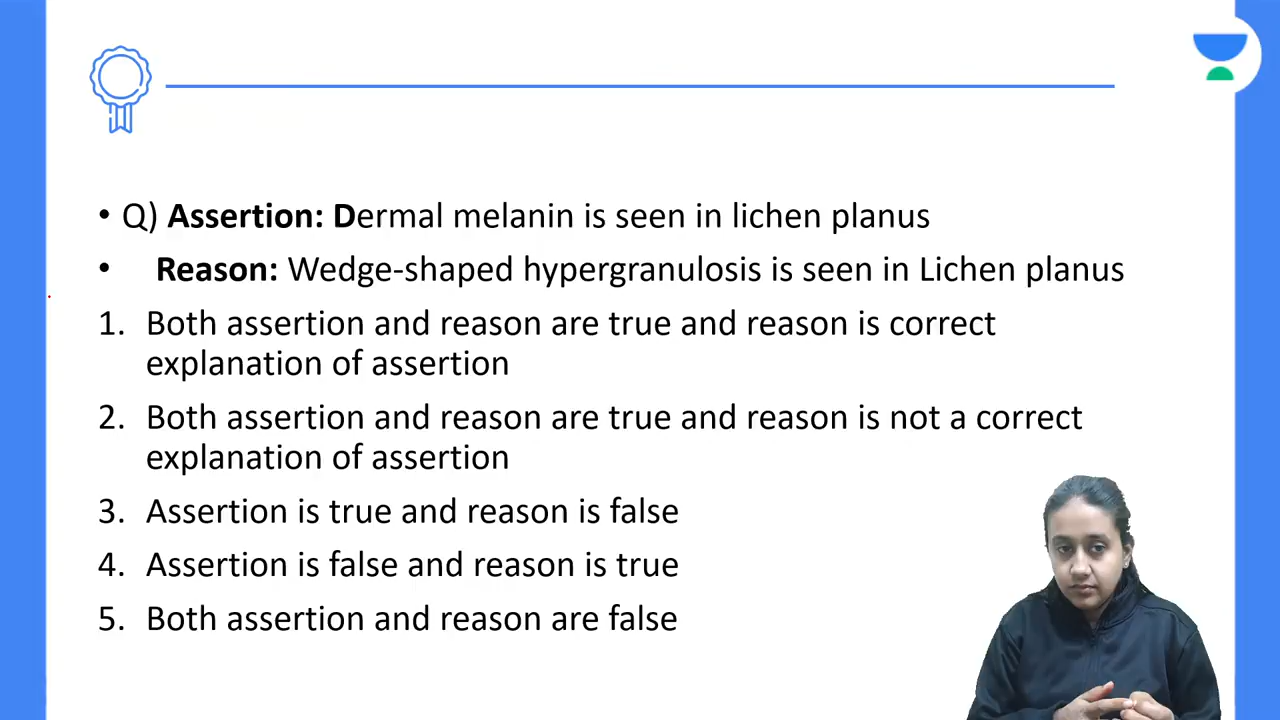 • Q) Assertion: Dermal melanin is seen in lichen planus
• Reason: Wedge-shaped hypergranulosis is seen in Lichen planus
1. Both assertion and reason are true and reason is correct
explanation of assertion
2. Both assertion and reason are true and reason is not a correct
explanation of assertion
3. Assertion is true and reason is false
4. Assertion is false and reason is true
5. Both assertion and reason are false